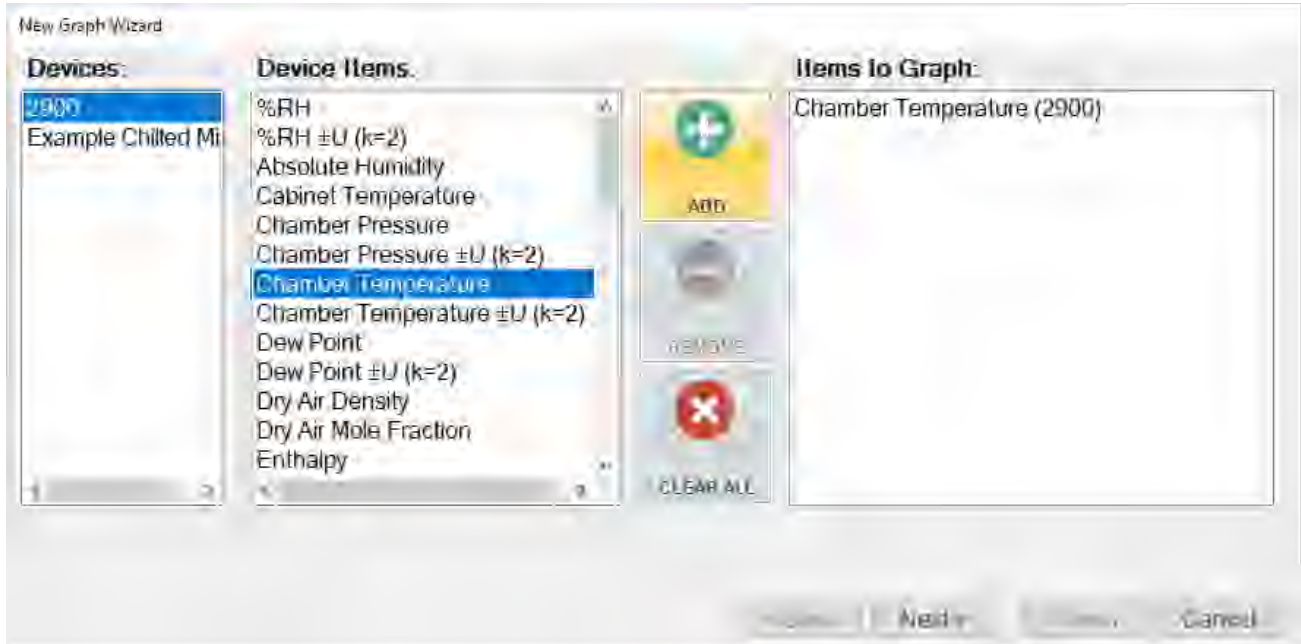 New Graph Wizard
Devices:
Device Items:
Items to Graph:
2900
Example Chilled Mi
%RH
%RH ±U (k=2)
Absolute Humidity
Cabinet Temperature
Chamber Pressure
Chamber Pressure ±U (k=2)
Chamber Temperature
Chamber Temperature ±U (k=2)
Dew Point
Dew Point ±U (k=2)
Dry Air Density
Dry Air Mole Fraction
Enthalpy
ADD
REMOVE
CLEAR ALL
Chamber Temperature (2900)
Next >
Cancel